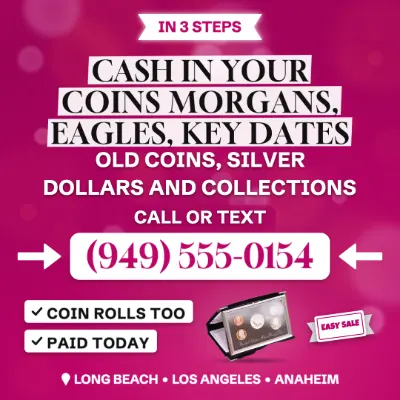 IN 3 STEPS
CASH IN YOUR
COINS MORGANS,
EAGLES, KEY DATES
OLD COINS, SILVER
DOLLARS AND COLLECTIONS
CALL OR TEXT
(949) 555-0154
COIN ROLLS TOO
PAID TODAY
EASY SALE
LONG BEACH • LOS ANGELES • ANAHEIM